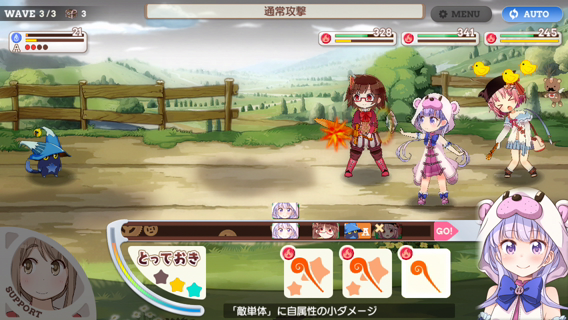 WAVE 3/3 3
通常攻撃
MENU
AUTO
21
A
328
341
245
A
GO!
とっておき
SUPPORT
「敵単体」に自属性の小ダメージ